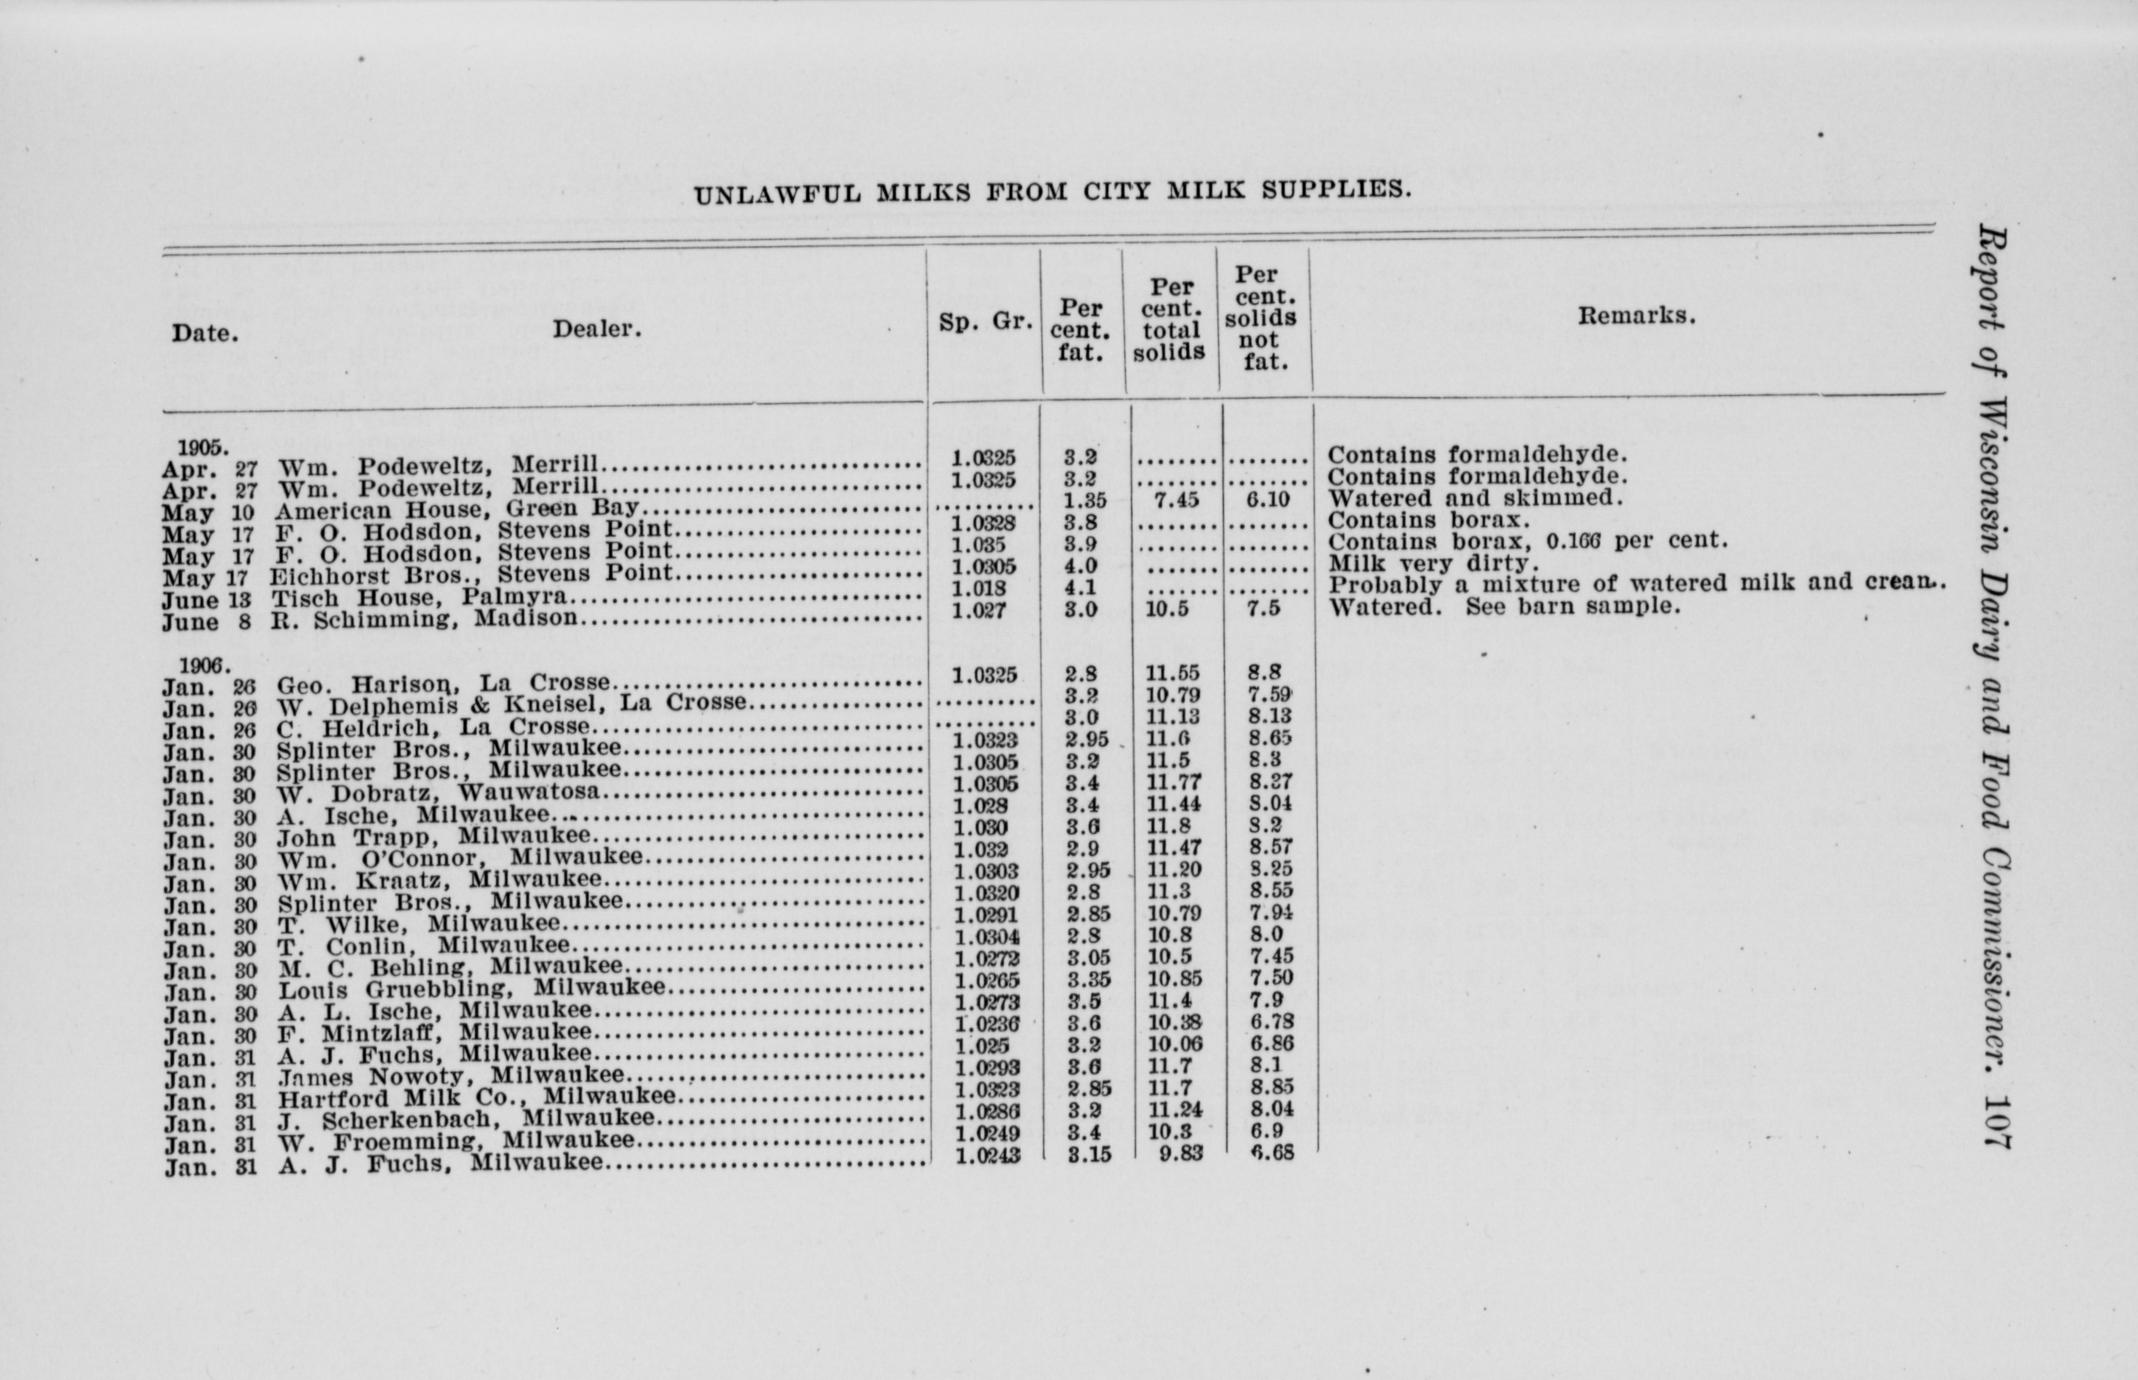 UNLAWFUL MILKS FROM CITY MILK SUPPLIES.
Date. Dealer. Sp. Gr. Per cent. fat. Per cent. total solids Per cent. solids not fat. Remarks.
1905.
Apr. 27 Wm. Podeweltz, Merrill 1.0325 3.2 ........ ........ Contains formaldehyde.
Apr. 27 Wm. Podeweltz, Merrill 1.0325 3.2 ........ ........ Contains formaldehyde.
May 10 American House, Green Bay .......... 1.35 7.45 6.10 Watered and skimmed.
May 17 F. O. Hodsdon, Stevens Point 1.0328 3.8 ........ ........ Contains borax.
May 17 F. O. Hodsdon, Stevens Point 1.035 3.9 ........ ........ Contains borax, 0.166 per cent.
May 17 Eichhorst Bros., Stevens Point 1.0305 4.0 ........ ........ Milk very dirty.
June 13 Tisch House, Palmyra 1.018 4.1 ........ ........ Probably a mixture of watered milk and cream.
June 8 R. Schimming, Madison 1.027 3.0 10.5 7.5 Watered. See barn sample.
1906.
Jan. 26 Geo. Harison, La Crosse 1.0325 2.8 11.55 8.8
Jan. 26 W. Delphemis & Kneisel, La Crosse .......... 3.2 10.79 7.59
Jan. 26 C. Heldrich, La Crosse .......... 3.0 11.13 8.13
Jan. 30 Splinter Bros., Milwaukee 1.0323 2.95 11.6 8.65
Jan. 30 Splinter Bros., Milwaukee 1.0305 3.2 11.5 8.3
Jan. 30 W. Dobratz, Wauwatosa 1.0305 3.4 11.77 8.37
Jan. 30 A. Ische, Milwaukee 1.028 3.4 11.44 8.04
Jan. 30 John Trapp, Milwaukee 1.030 3.6 11.8 8.2
Jan. 30 Wm. O'Connor, Milwaukee 1.032 2.9 11.47 8.57
Jan. 30 Wm. Kraatz, Milwaukee 1.0303 2.95 11.20 8.25
Jan. 30 Splinter Bros., Milwaukee 1.0320 2.8 11.3 8.55
Jan. 30 T. Wilke, Milwaukee 1.0291 2.85 10.79 7.94
Jan. 30 T. Conlin, Milwaukee 1.0304 2.8 10.8 8.0
Jan. 30 M. C. Behling, Milwaukee 1.0272 3.05 10.5 7.45
Jan. 30 Louis Gruebbling, Milwaukee 1.0265 3.35 10.85 7.50
Jan. 30 A. L. Ische, Milwaukee 1.0273 3.5 11.4 7.9
Jan. 30 F. Mintzlaff, Milwaukee 1.0236 3.6 10.38 6.78
Jan. 31 A. J. Fuchs, Milwaukee 1.025 3.2 10.06 6.86
Jan. 31 James Nowoty, Milwaukee 1.0293 3.6 11.7 8.1
Jan. 31 Hartford Milk Co., Milwaukee 1.0323 2.85 11.7 8.85
Jan. 31 J. Scherkenbach, Milwaukee 1.0286 3.2 11.24 8.04
Jan. 31 W. Froemming, Milwaukee 1.0249 3.4 10.3 6.9
Jan. 31 A. J. Fuchs, Milwaukee 1.0243 3.15 9.83 6.68
Report of Wisconsin Dairy and Food Commissioner. 107